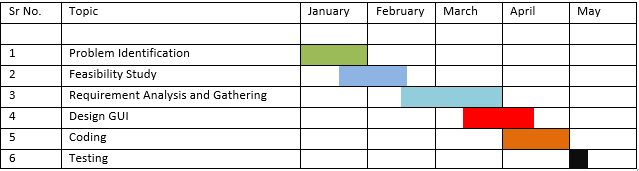 Sr No. Topic January February March April May
1 Problem Identification
2 Feasibility Study
3 Requirement Analysis and Gathering
4 Design GUI
5 Coding
6 Testing